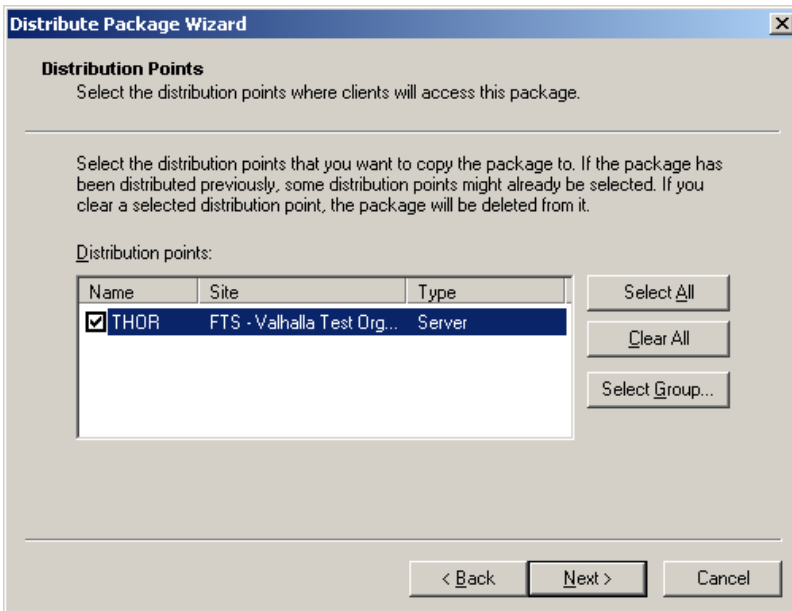 Distribute Package Wizard
Distribution Points
Select the distribution points where clients will access this package.
Select the distribution points that you want to copy the package to. If the package has
been distributed previously, some distribution points might already be selected. If you
clear a selected distribution point, the package will be deleted from it.
Distribution points:
Name Site Type
THOR FTS - Valhalla Test Org... Server
Select All
Clear All
Select Group...
< Back Next > Cancel